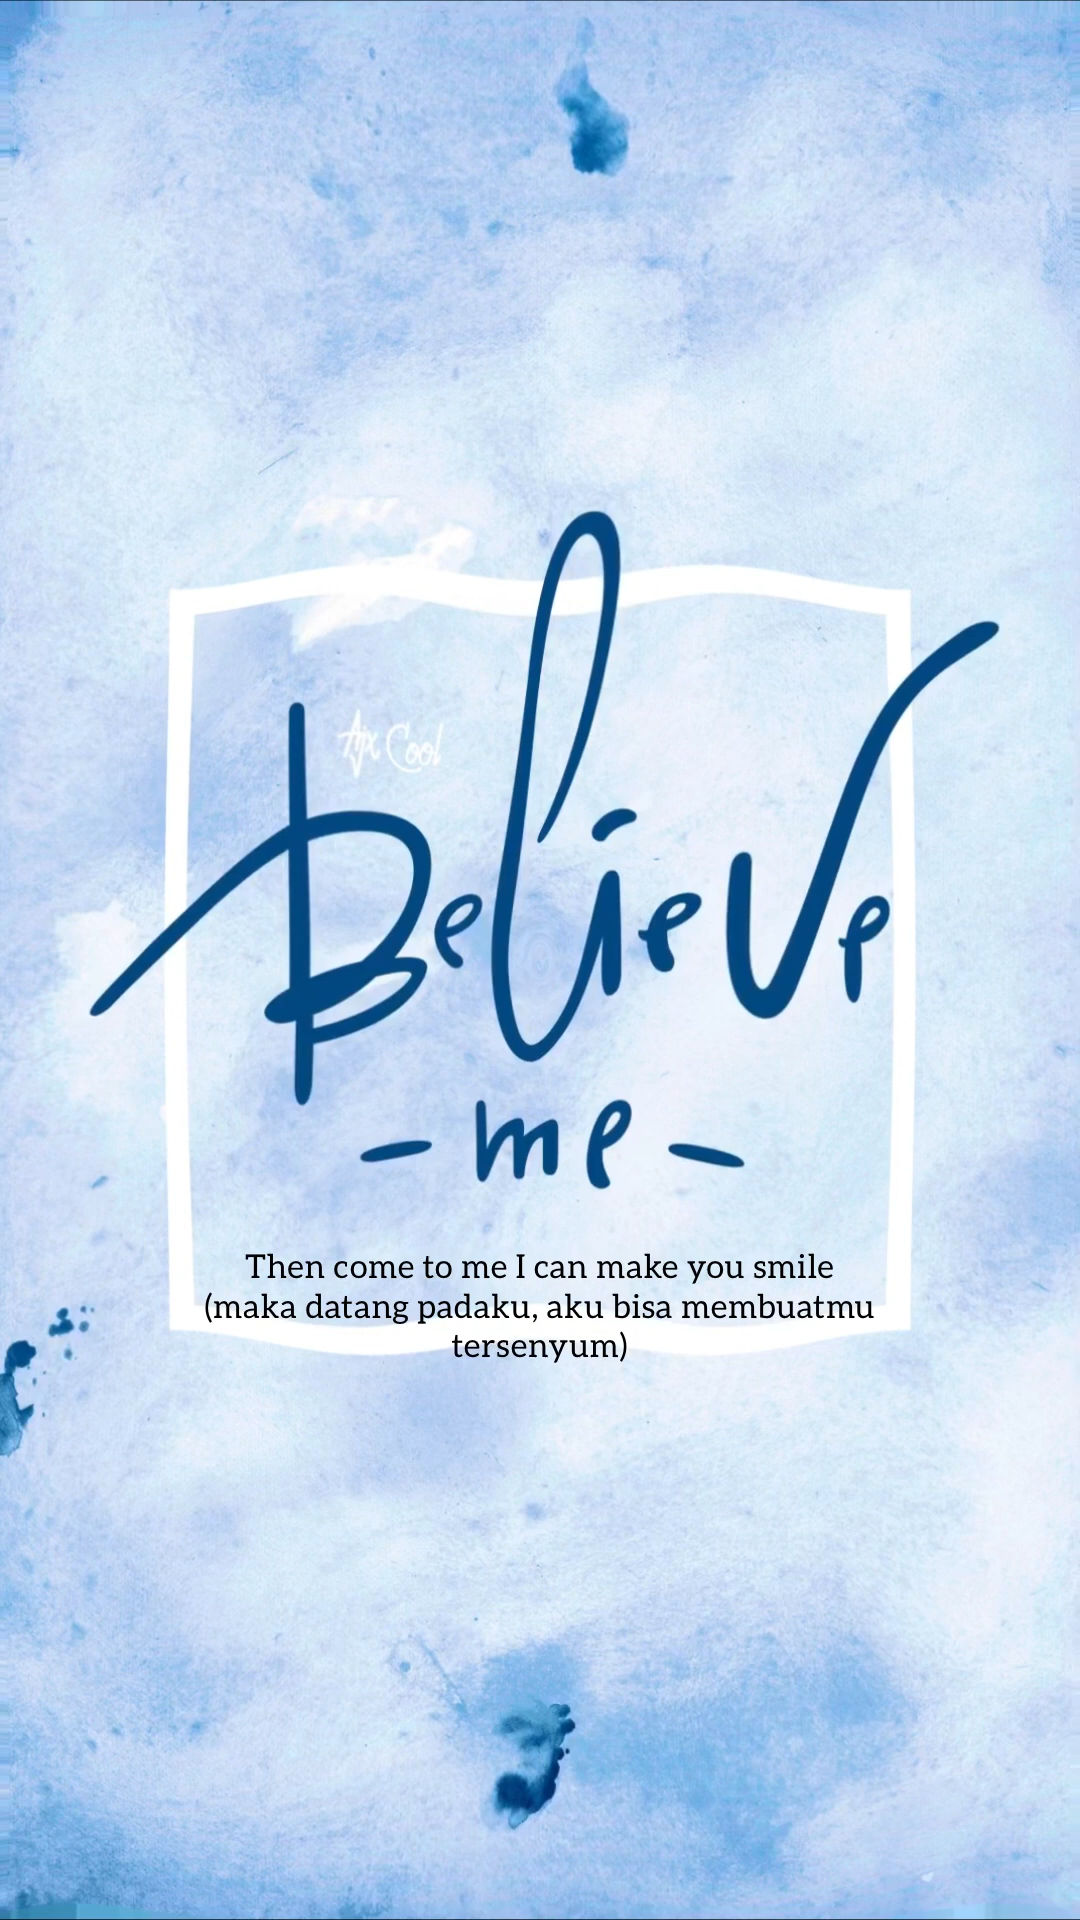 Ajx Cool
Believe
- me -
Then come to me I can make you smile
(maka datang padaku, aku bisa membuatmu
tersenyum)